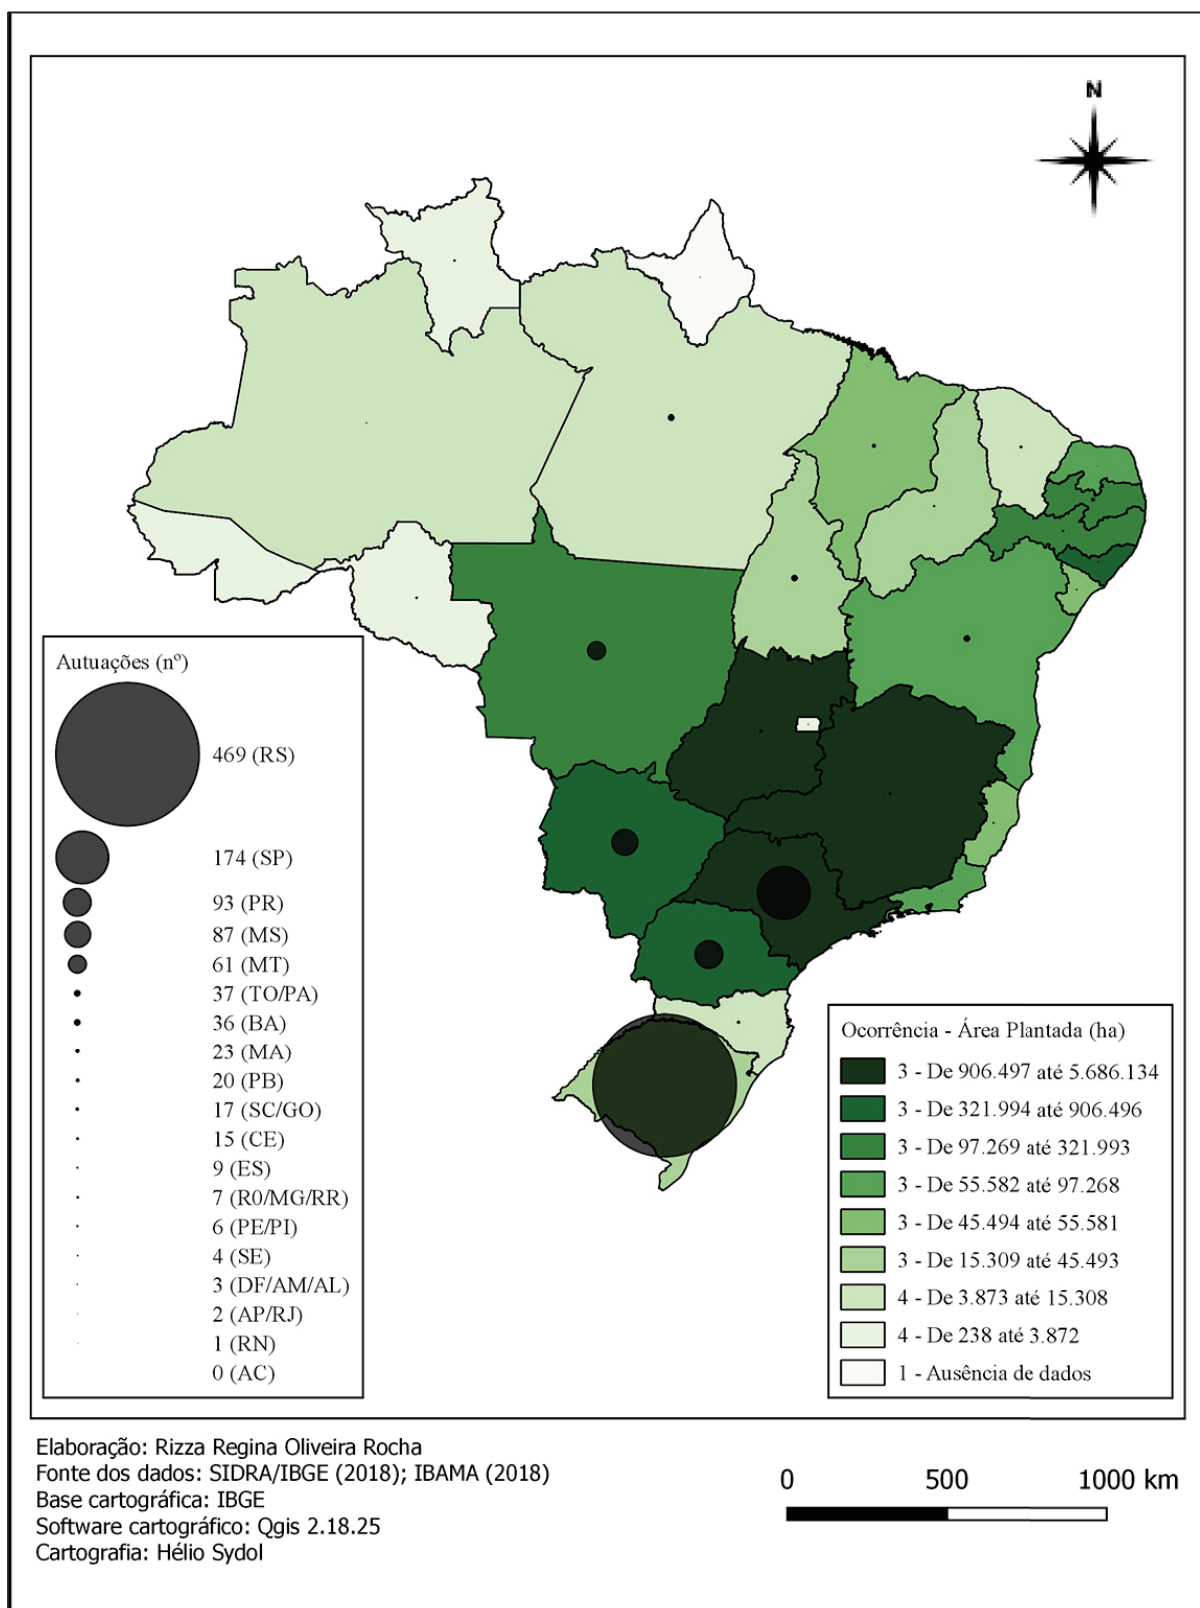 N
Autuações (nº)
469 (RS)
174 (SP)
93 (PR)
87 (MS)
61 (MT)
37 (TO/PA)
36 (BA)
23 (MA)
20 (PB)
17 (SC/GO)
15 (CE)
9 (ES)
7 (R0/MG/RR)
6 (PE/PI)
4 (SE)
3 (DF/AM/AL)
2 (AP/RJ)
1 (RN)
0 (AC)
Ocorrência - Área Plantada (ha)
3 - De 906.497 até 5.686.134
3 - De 321.994 até 906.496
3 - De 97.269 até 321.993
3 - De 55.582 até 97.268
3 - De 45.494 até 55.581
3 - De 15.309 até 45.493
4 - De 3.873 até 15.308
4 - De 238 até 3.872
1 - Ausência de dados
Elaboração: Rizza Regina Oliveira Rocha
Fonte dos dados: SIDRA/IBGE (2018); IBAMA (2018)
Base cartográfica: IBGE
Software cartográfico: Qgis 2.18.25
Cartografia: Hélio Sydol
0 500 1000 km